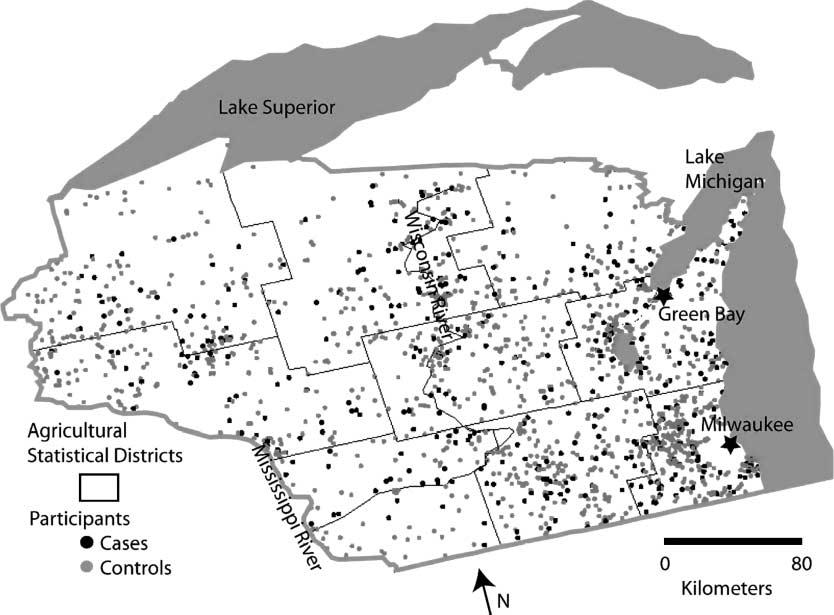 Lake Superior
Lake
Michigan
Wisconsin River
Green Bay
Milwaukee
Mississippi River
Agricultural
Statistical Districts
Participants
Cases
Controls
N
0 80
Kilometers